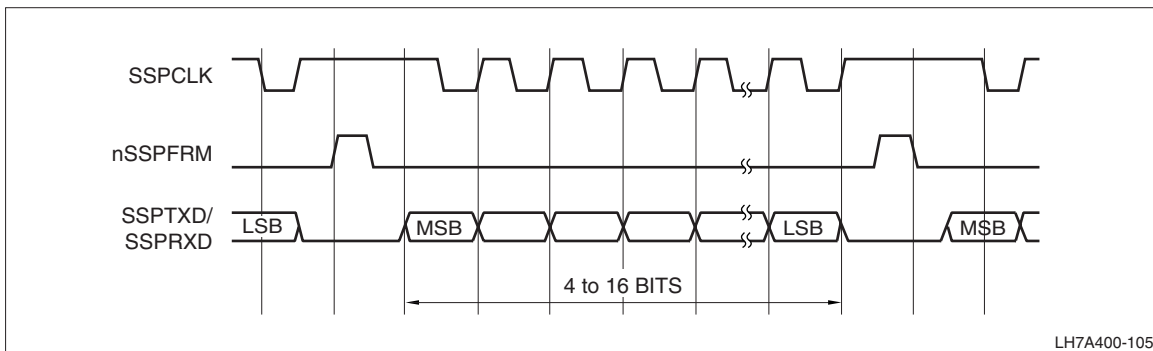 SSPCLK
nSSPFRM
SSPTXD/
SSPRXD
LSB
MSB
LSB
MSB
4 to 16 BITS
LH7A400-105